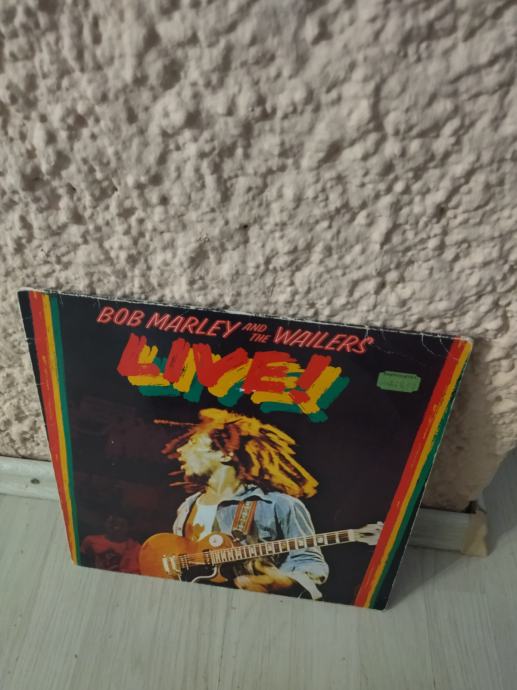 BOB MARLEY AND THE WAILERS
LIVE!